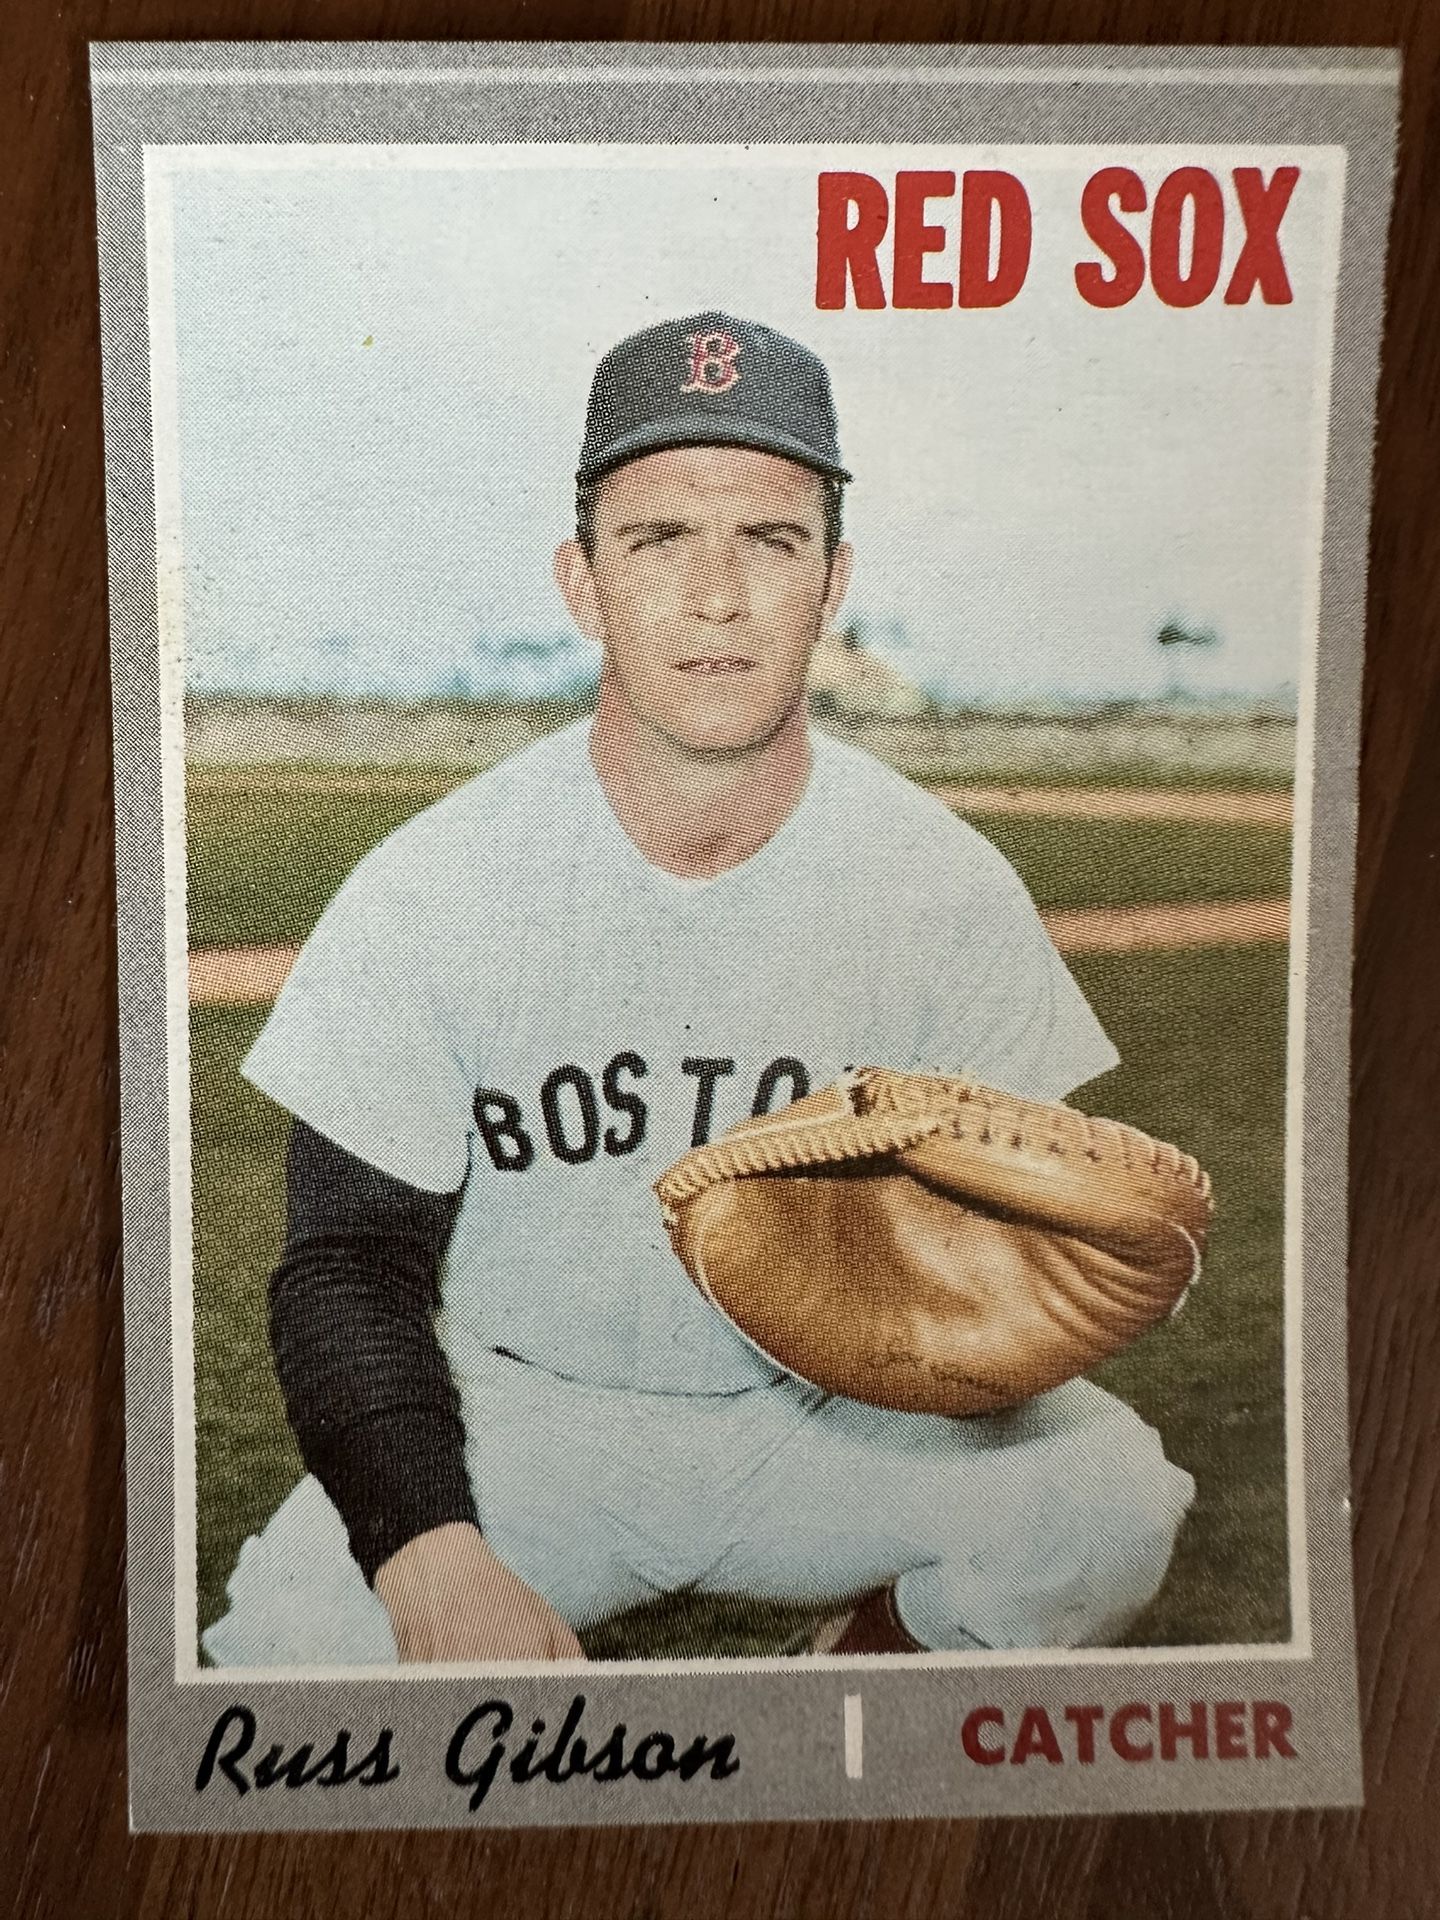 RED SOX
B
BOSTO
Russ Gibson | CATCHER